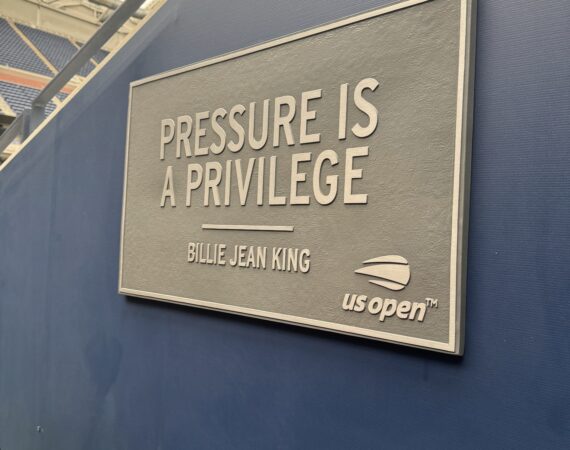 PRESSURE IS
A PRIVILEGE
BILLIE JEAN KING
us open™